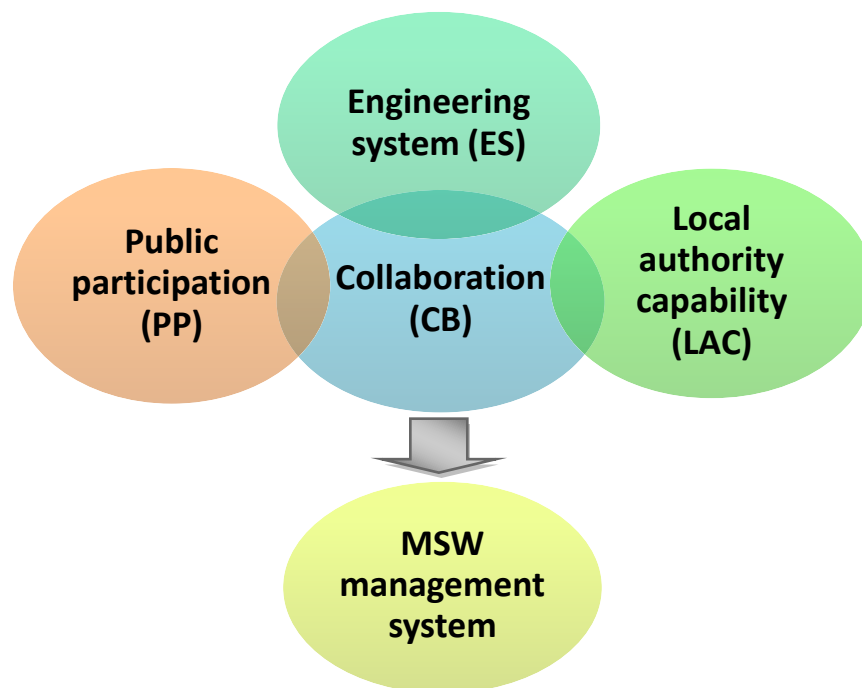 Engineering
system (ES)
Public
participation
(PP)
Collaboration
(CB)
Local
authority
capability
(LAC)
MSW
management
system